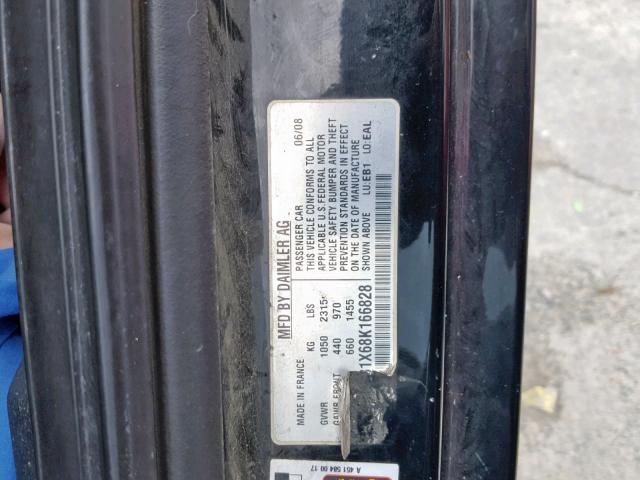 MFD BY DAIMLER AG
MADE IN FRANCE
PASSENGER CAR 06/08
KG LBS
GVWR 1050 2315
GAWR FRONT 440 970
660 1455
THIS VEHICLE CONFORMS TO ALL
APPLICABLE U.S. FEDERAL MOTOR
VEHICLE SAFETY BUMPER AND THEFT
PREVENTION STANDARDS IN EFFECT
ON THE DATE OF MANUFACTURE
SHOWN ABOVE LU:EB1 LO:EAL
1X68K166828
A 451 584 00 17